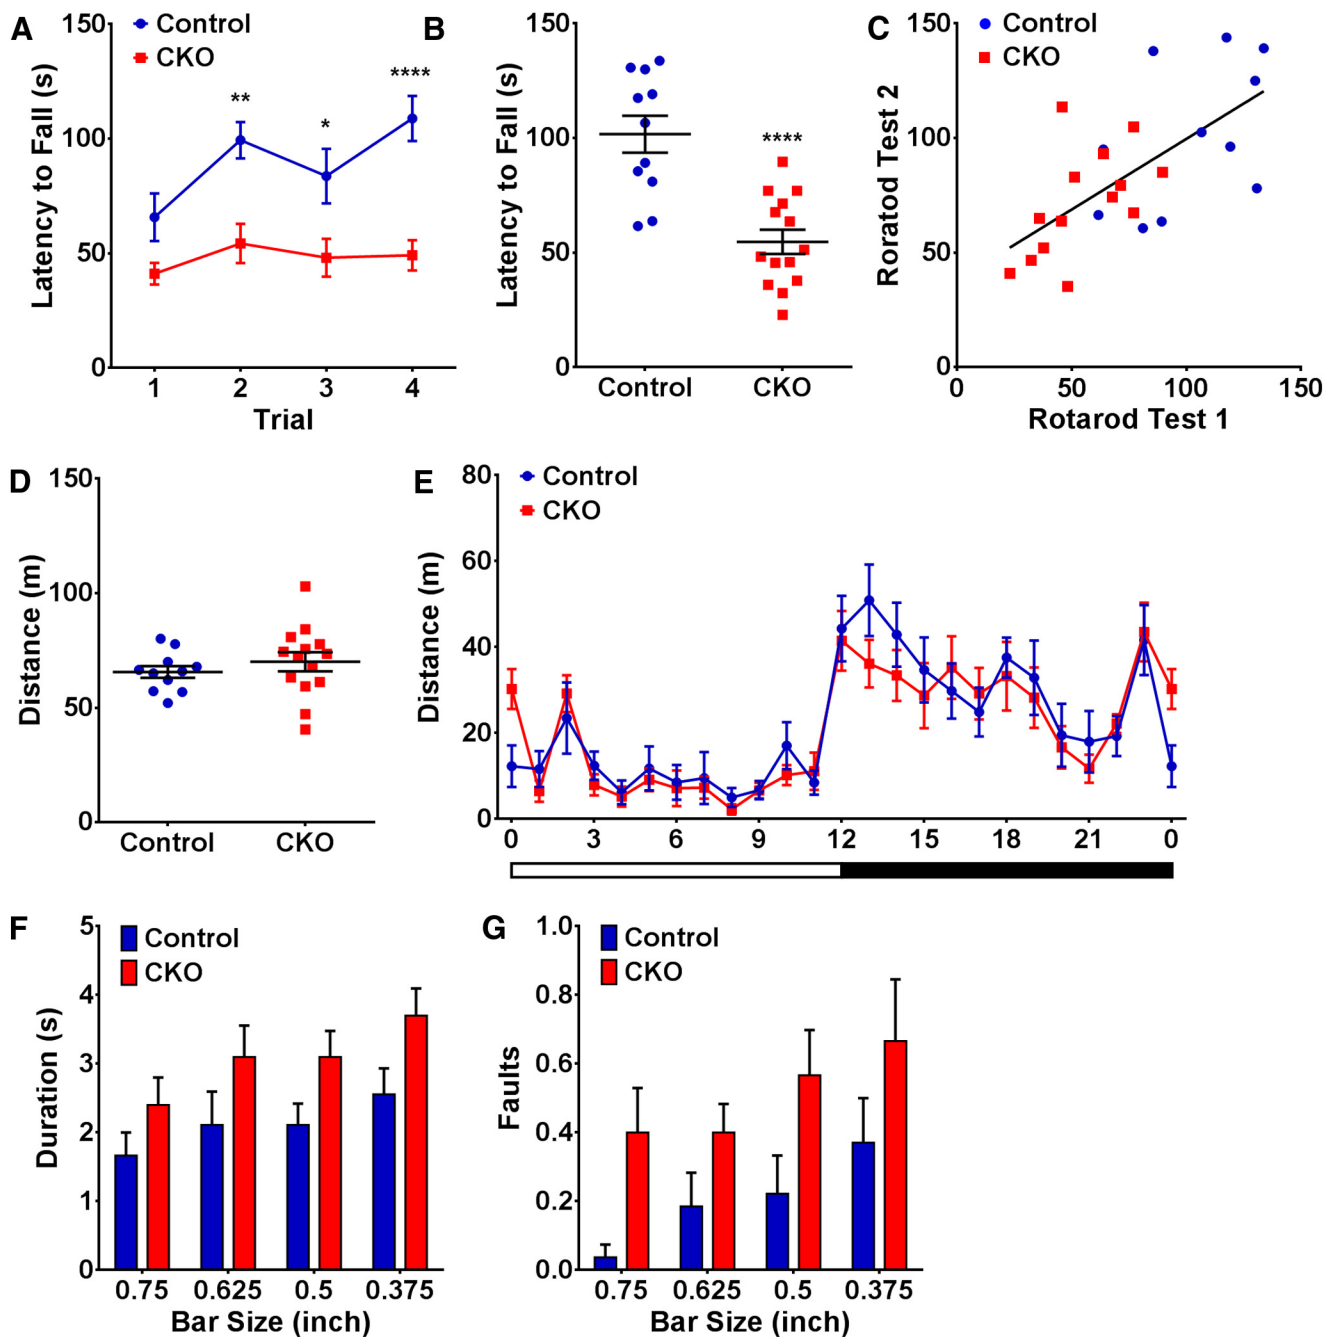 A
Latency to Fall (s)
150
100
50
0
Control
CKO
**
*
****
1 2 3 4
Trial
B
Latency to Fall (s)
150
100
50
0
****
Control CKO
C
Roratod Test 2
150
100
50
0
Control
CKO
0 50 100 150
Rotarod Test 1
D
Distance (m)
150
100
50
0
Control CKO
E
Distance (m)
80
60
40
20
0
Control
CKO
0 3 6 9 12 15 18 21 0
F
Duration (s)
5
4
3
2
1
0
Control
CKO
0.75 0.625 0.5 0.375
Bar Size (inch)
G
Faults
1.0
0.8
0.6
0.4
0.2
0.0
Control
CKO
0.75 0.625 0.5 0.375
Bar Size (inch)